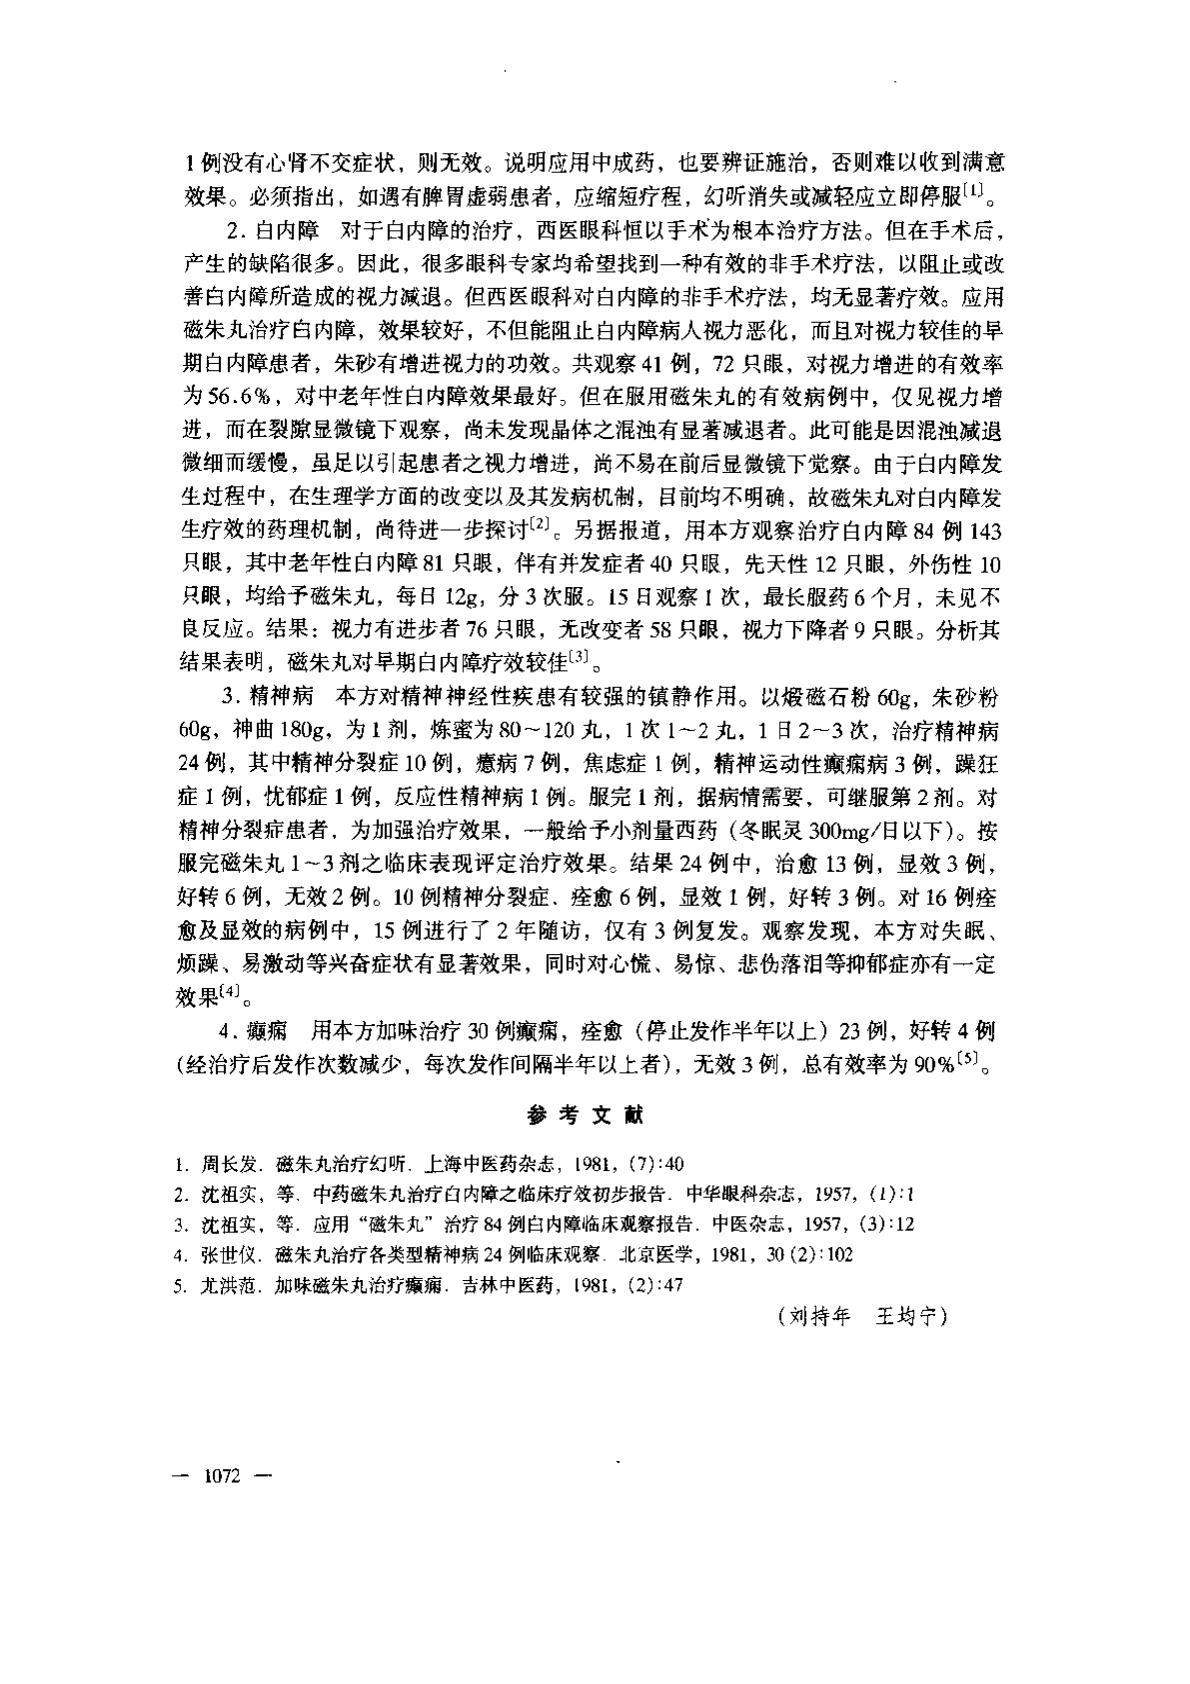 1例没有心肾不交症状，则无效。说明应用中成药，也要辨证施治，否则难以收到满意
效果。必须指出，如遇有脾胃虚弱患者，应缩短疗程，幻听消失或减轻应立即停服〔1〕。
2．白内障　对于白内障的治疗，西医眼科恒以手术为根本治疗方法。但在手术后，
产生的缺陷很多。因此，很多眼科专家均希望找到一种有效的非手术疗法，以阻止或改
善白内障所造成的视力减退。但西医眼科对白内障的非手术疗法，均无显著疗效。应用
磁朱丸治疗白内障，效果较好，不但能阻止白内障病人视力恶化，而且对视力较佳的早
期白内障患者，朱砂有增进视力的功效。共观察41例，72只眼，对视力增进的有效率
为56.6%，对中老年性白内障效果最好。但在服用磁朱丸的有效病例中，仅见视力增
进，而在裂隙显微镜下观察，尚未发现晶体之混浊有显著减退者。此可能是因混浊减退
微细而缓慢，虽足以引起患者之视力增进，尚不易在前后显微镜下觉察。由于白内障发
生过程中，在生理学方面的改变以及其发病机制，目前均不明确，故磁朱丸对白内障发
生疗效的药理机制，尚待进一步探讨〔2〕。另据报道，用本方观察治疗白内障84例143
只眼，其中老年性白内障81只眼，伴有并发症者40只眼，先天性12只眼，外伤性10
只眼，均给予磁朱丸，每日12g，分3次服。15日观察1次，最长服药6个月，未见不
良反应。结果：视力有进步者76只眼，无改变者58只眼，视力下降者9只眼。分析其
结果表明，磁朱丸对早期白内障疗效较佳〔3〕。
3．精神病　本方对精神神经性疾患有较强的镇静作用。以煅磁石粉60g，朱砂粉
60g，神曲180g，为1剂，炼蜜为80～120丸，1次1～2丸，1日2～3次，治疗精神病
24例，其中精神分裂症10例，癔病7例，焦虑症1例，精神运动性癫痫病3例，躁狂
症1例，忧郁症1例，反应性精神病1例。服完1剂，据病情需要，可继服第2剂。对
精神分裂症患者，为加强治疗效果，一般给予小剂量西药（冬眠灵300mg/日以下）。按
服完磁朱丸1～3剂之临床表现评定治疗效果。结果24例中，治愈13例，显效3例，
好转6例，无效2例。10例精神分裂症、痊愈6例，显效1例，好转3例。对16例痊
愈及显效的病例中，15例进行了2年随访，仅有3例复发。观察发现，本方对失眠、
烦躁、易激动等兴奋症状有显著效果，同时对心慌、易惊、悲伤落泪等抑郁症亦有一定
效果〔4〕。
4．癫痫　用本方加味治疗30例癫痫，痊愈（停止发作半年以上）23例，好转4例
（经治疗后发作次数减少，每次发作间隔半年以上者），无效3例，总有效率为90%〔5〕。
参考文献
1. 周长发．磁朱丸治疗幻听．上海中医药杂志，1981，(7):40
2. 沈祖实，等．中药磁朱丸治疗白内障之临床疗效初步报告．中华眼科杂志，1957，(1):1
3. 沈祖实，等．应用“磁朱丸”治疗84例白内障临床观察报告．中医杂志，1957，(3):12
4. 张世仪．磁朱丸治疗各类型精神病24例临床观察．北京医学，1981，30 (2):102
5. 尤洪范．加味磁朱丸治疗癫痫．吉林中医药，1981，(2):47
（刘持年　王均宁）
— 1072 —